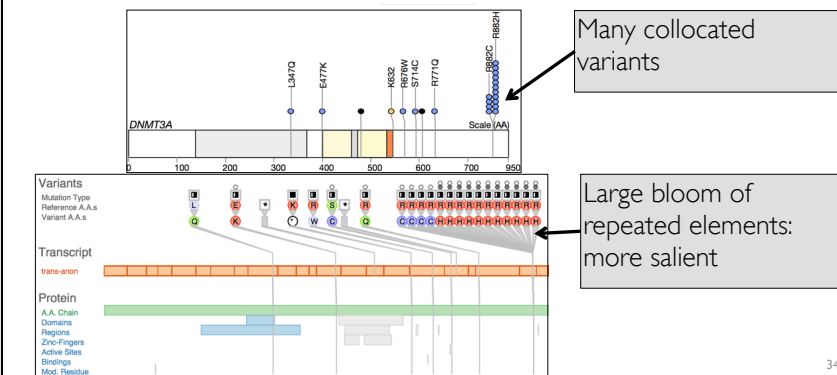 R882H
R882C
L347Q
E477K
K632
R676W
S714C
R771Q
Many collocated
variants
DNMT3A
Scale (AA)
0 100 200 300 400 500 600 700 950
Variants
Mutation Type
Reference A.A.s
Variant A.A.s
L E * K R S * R R R R R R R R R R R R R R R R
Q K W C Q C C C C H H H H H H H H H H H
Large bloom of
repeated elements:
more salient
Transcript
trans-anon
Protein
A.A. Chain
Domains
Regions
Zinc-Fingers
Active Sites
Bindings
Mod. Residue
34